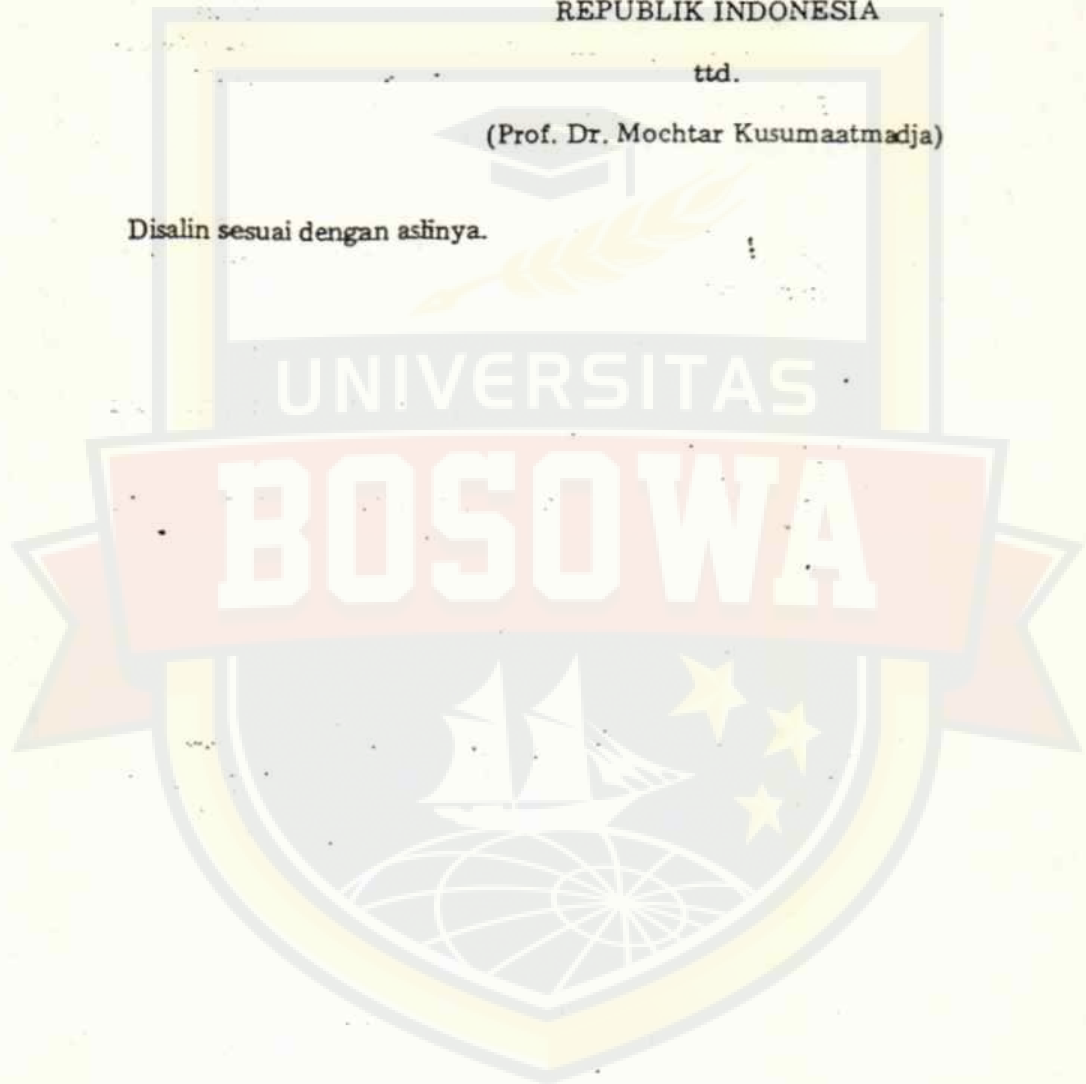 REPUBLIK INDONESIA
ttd.
(Prof. Dr. Mochtar Kusumaatmadja)
Disalin sesuai dengan aslinya.
UNIVERSITAS
BOSOWA